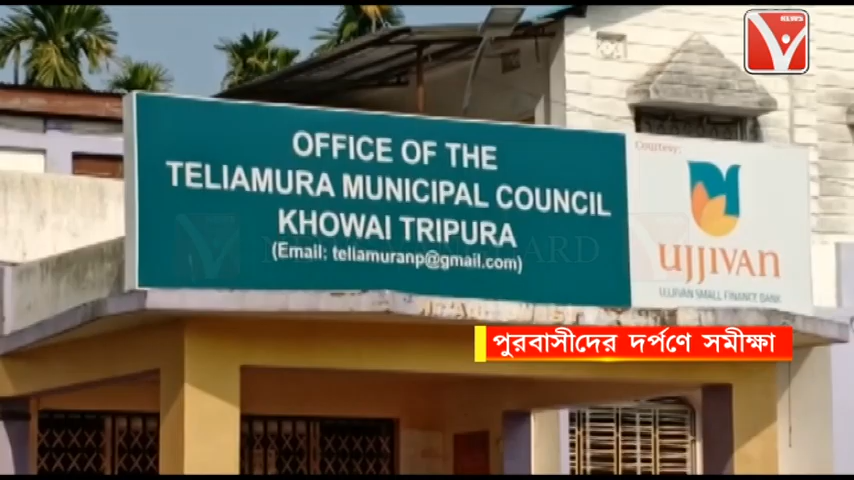 NEWS
V
OFFICE OF THE
TELIAMURA MUNICIPAL COUNCIL
KHOWAI TRIPURA
(Email: teliamuranp@gmail.com)
Courtesy:
UJJIVAN
UJJIVAN SMALL FINANCE BANK
পুরবাসীদের দর্পণে সমীক্ষা